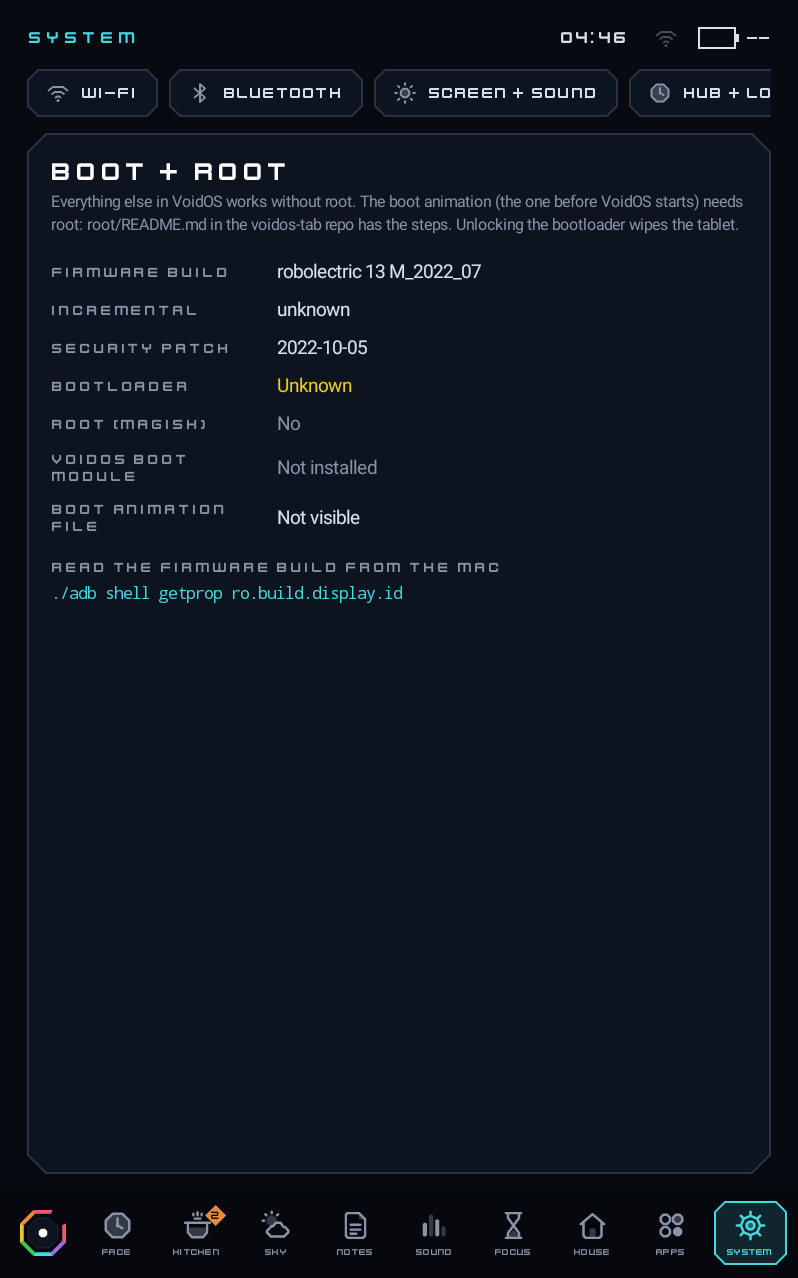 SYSTEM
04:46
--
WI-FI
BLUETOOTH
SCREEN + SOUND
HUB + LO
BOOT + ROOT
Everything else in VoidOS works without root. The boot animation (the one before VoidOS starts) needs
root: root/README.md in the voidos-tab repo has the steps. Unlocking the bootloader wipes the tablet.
FIRMWARE BUILD
robolectric 13 M_2022_07
INCREMENTAL
unknown
SECURITY PATCH
2022-10-05
BOOTLOADER
Unknown
ROOT (MAGISK)
No
VOIDOS BOOT
MODULE
Not installed
BOOT ANIMATION
FILE
Not visible
READ THE FIRMWARE BUILD FROM THE MAC
./adb shell getprop ro.build.display.id
2
FACE
KITCHEN
SKY
NOTES
SOUND
FOCUS
HOUSE
APPS
SYSTEM